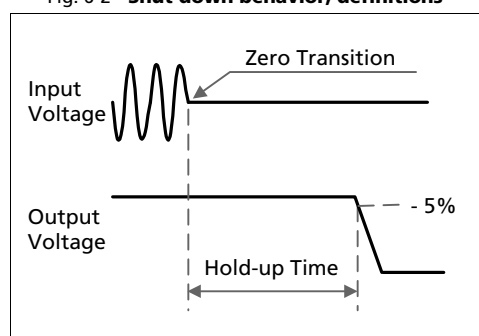 Fig. 6-2 Shut down behavior, definitions
Zero Transition
Input
Voltage
- 5%
Output
Voltage
Hold-up Time